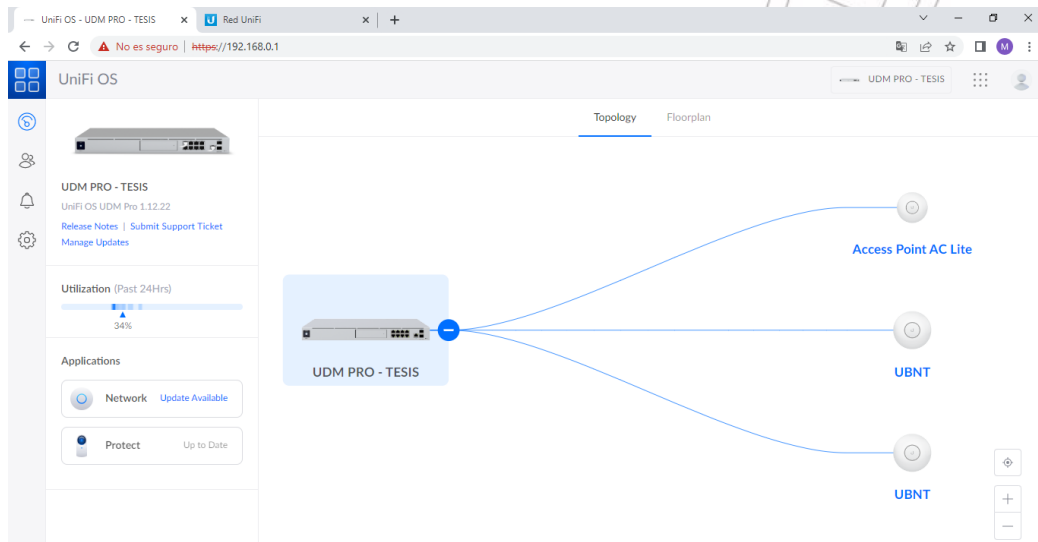 UniFi OS - UDM PRO - TESIS
Red UniFi
No es seguro | https://192.168.0.1
M
UniFi OS
UDM PRO - TESIS
Topology
Floorplan
UDM PRO - TESIS
UniFi OS UDM Pro 1.12.22
Release Notes | Submit Support Ticket
Manage Updates
Utilization (Past 24Hrs)
34%
Applications
Network Update Available
Protect Up to Date
UDM PRO - TESIS
Access Point AC Lite
UBNT
UBNT